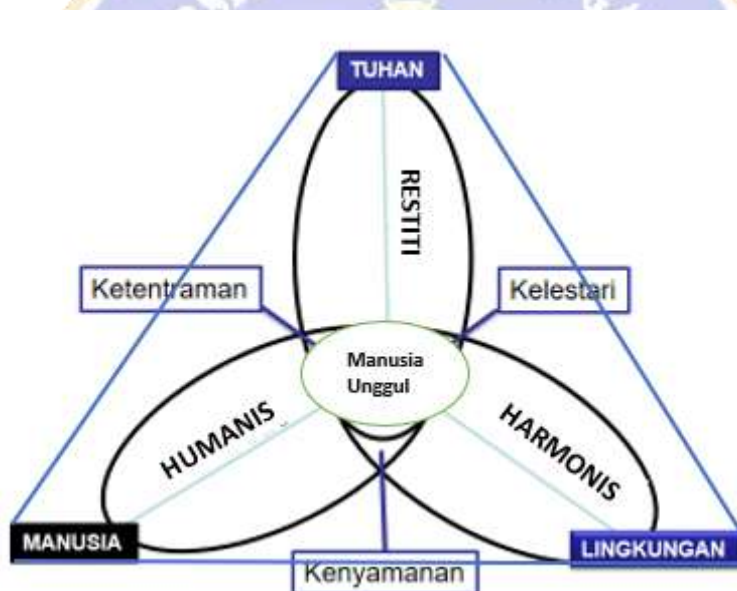 TUHAN
RESTITI
Ketentraman
Kelestari
Manusia
Unggul
HUMANIS
HARMONIS
MANUSIA
LINGKUNGAN
Kenyamanan